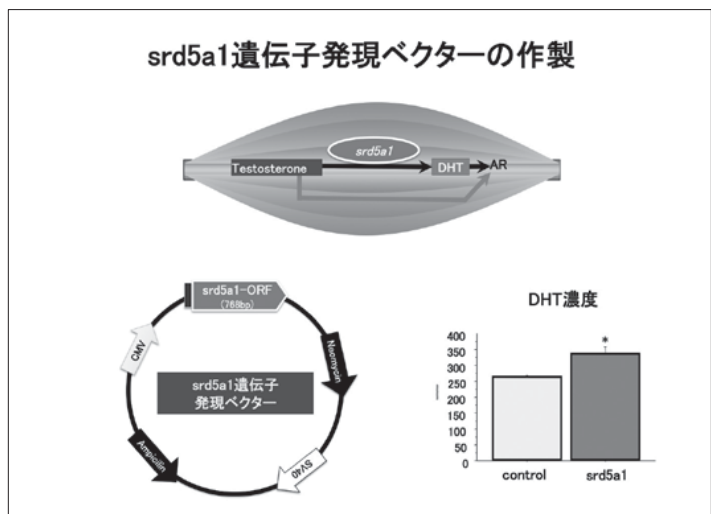 srd5a1遺伝子発現ベクターの作製
srd5a1
Testosterone
DHT
AR
srd5a1-ORF
(768bp)
CMV
Neomycin
srd5a1遺伝子
発現ベクター
Ampicillin
SV40
DHT濃度
400
350
300
250
200
150
100
50
0
*
control
srd5a1